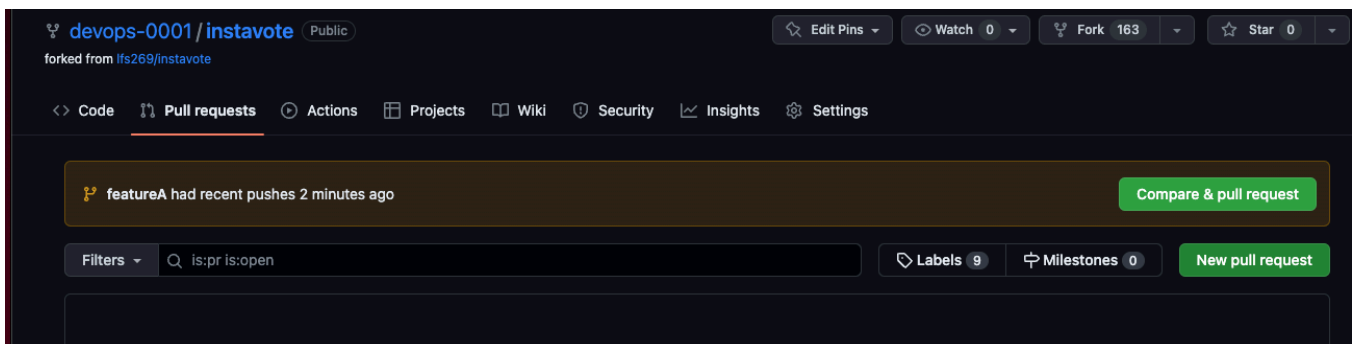 devops-0001 / instavote Public Edit Pins Watch 0 Fork 163 Star 0
forked from lfs269/instavote
<> Code Pull requests Actions Projects Wiki Security Insights Settings
featureA had recent pushes 2 minutes ago Compare & pull request
Filters is:pr is:open Labels 9 Milestones 0 New pull request